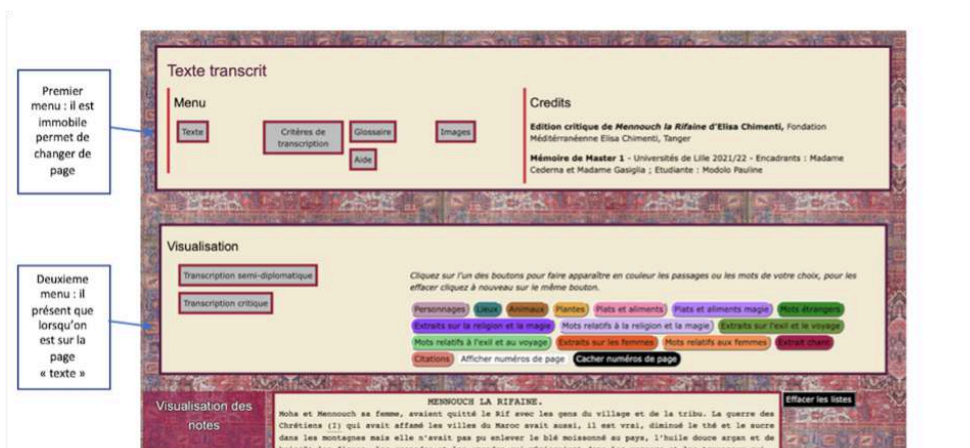 Premier
menu : il est
immobile
permet de
changer de
page
Texte transcrit
Menu
Texte
Critères de
transcription
Glossaire
Aide
Images
Credits
Edition critique de Mennouch la Rifaine d'Elisa Chimenti, Fondation
Méditérranéenne Elisa Chimenti, Tanger
Mémoire de Master 1 - Universités de Lille 2021/22 - Encadrants : Madame
Cederna et Madame Gasiglia ; Etudiante : Modolo Pauline
Deuxieme
menu : il
présent que
lorsqu'on
est sur la
page
« texte »
Visualisation
Transcription semi-diplomatique
Transcription critique
Cliquez sur l'un des boutons pour faire apparaître en couleur les passages ou les mots de votre choix, pour les
effacer cliquez à nouveau sur le même bouton.
Personnages Lieux Animaux Plantes Plats et aliments Plats et aliments magie Mots étrangers
Extraits sur la religion et la magie Mots relatifs à la religion et la magie Extraits sur l'exil et le voyage
Mots relatifs à l'exil et au voyage Extraits sur les femmes Mots relatifs aux femmes Extrait chant
Citations Afficher numéros de page Cacher numéros de page
Visualisation des
notes
MENNOUCH LA RIFAINE.
Moha et Mennouch sa femme, avaient quitté le Rif avec les gens du village et de la tribu. La guerre des
Chrétiens (I) qui avait affamé les villes du Maroc avait aussi, il est vrai, diminué le thé et le sucre
dans les montagnes mais elle n'avait pas pu enlever le blé moissonné au pays, l'huile douce argan et de
Effacer les listes